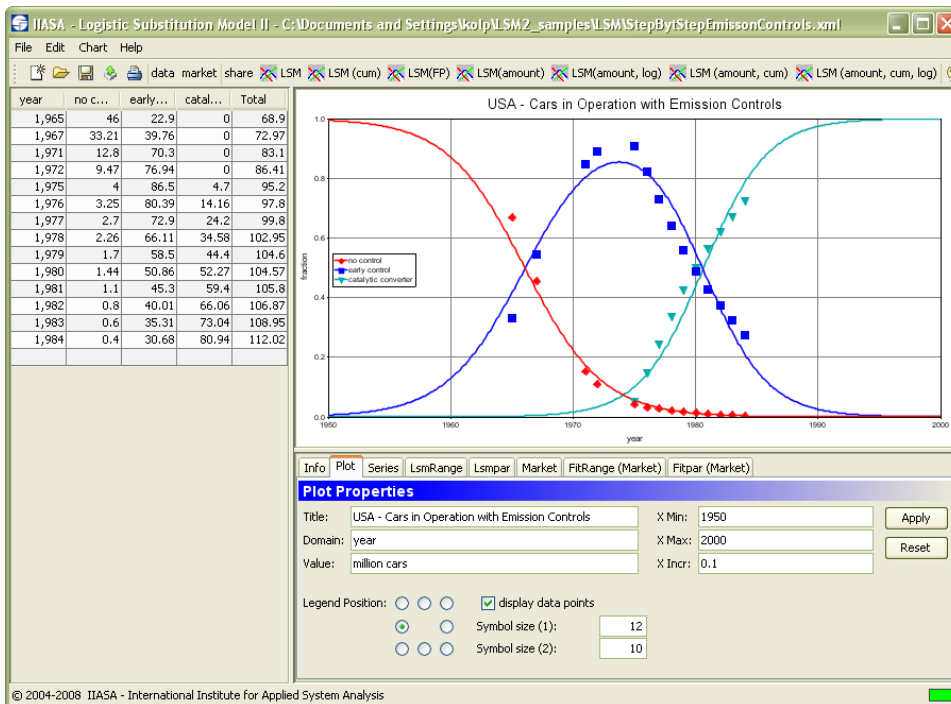 IIASA - Logistic Substitution Model II - C:\Documents and Settings\kolp\LSM2_samples\LSM\StepBytStepEmissonControls.xml
File Edit Chart Help
data market share LSM LSM (cum) LSM(FP) LSM(amount) LSM(amount, log) LSM (amount, cum) LSM (amount, cum, log)
year no c... early... catal... Total
1,965 46 22.9 0 68.9
1,967 33.21 39.76 0 72.97
1,971 12.8 70.3 0 83.1
1,972 9.47 76.94 0 86.41
1,975 4 86.5 4.7 95.2
1,976 3.25 80.39 14.16 97.8
1,977 2.7 72.9 24.2 99.8
1,978 2.26 66.11 34.58 102.95
1,979 1.7 58.5 44.4 104.6
1,980 1.44 50.86 52.27 104.57
1,981 1.1 45.3 59.4 105.8
1,982 0.8 40.01 66.06 106.87
1,983 0.6 35.31 73.04 108.95
1,984 0.4 30.68 80.94 112.02
USA - Cars in Operation with Emission Controls
1.0
0.8
0.6
0.4
0.2
0.0
fraction
no control
early control
catalytic converter
1950 1960 1970 1980 1990 2000
year
Info Plot Series LsmRange Lsmpar Market FitRange (Market) Fitpar (Market)
Plot Properties
Title: USA - Cars in Operation with Emission Controls X Min: 1950 Apply
Domain: year X Max: 2000 Reset
Value: million cars X Incr: 0.1
Legend Position: display data points
Symbol size (1): 12
Symbol size (2): 10
© 2004-2008 IIASA - International Institute for Applied System Analysis